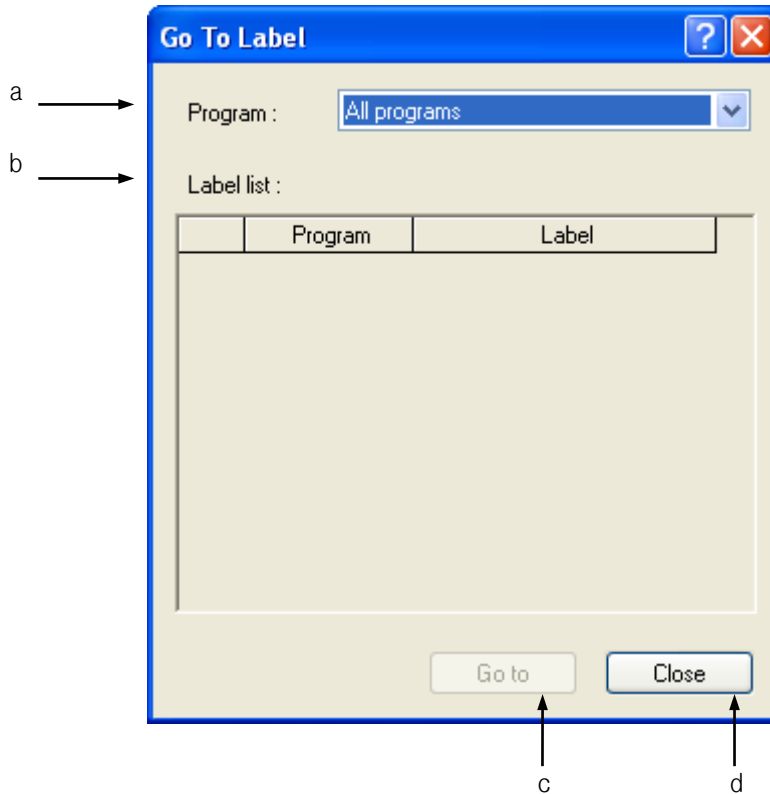 Go To Label
a
Program :
All programs
b
Label list :
Program
Label
Go to
Close
c
d